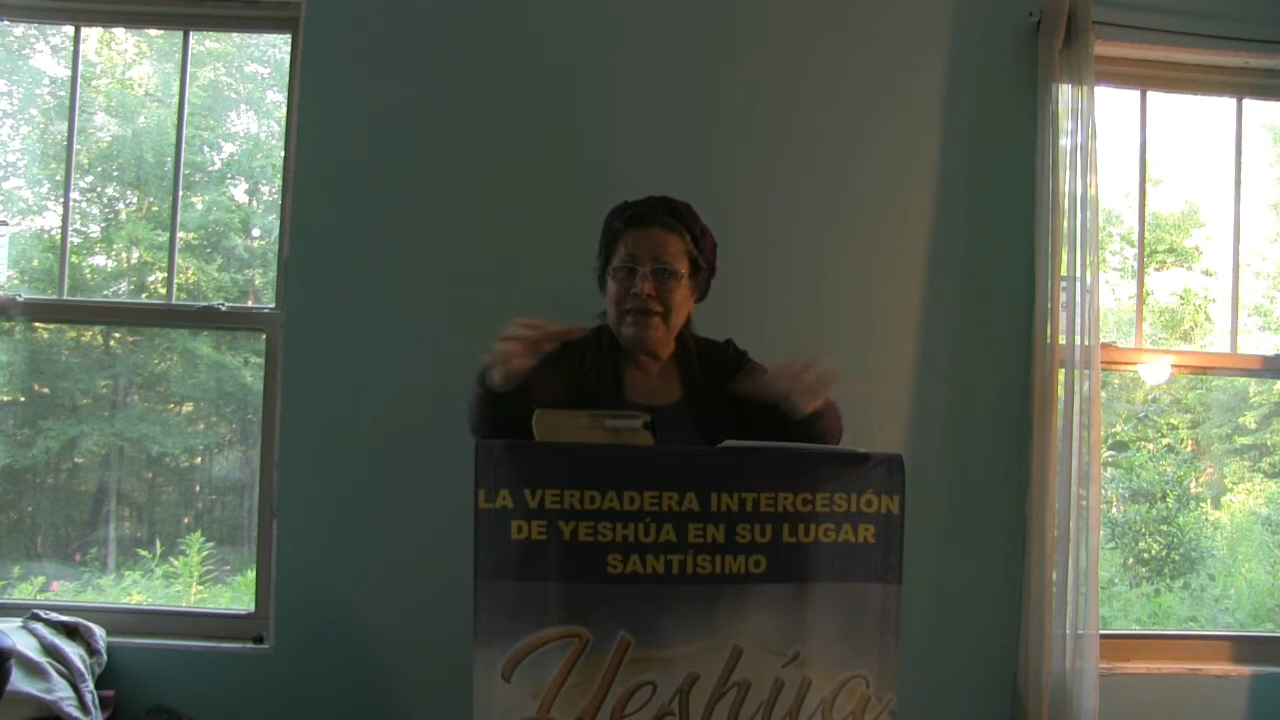 LA VERDADERA INTERCESIÓN
DE YESHÚA EN SU LUGAR
SANTÍSIMO
Yeshúa